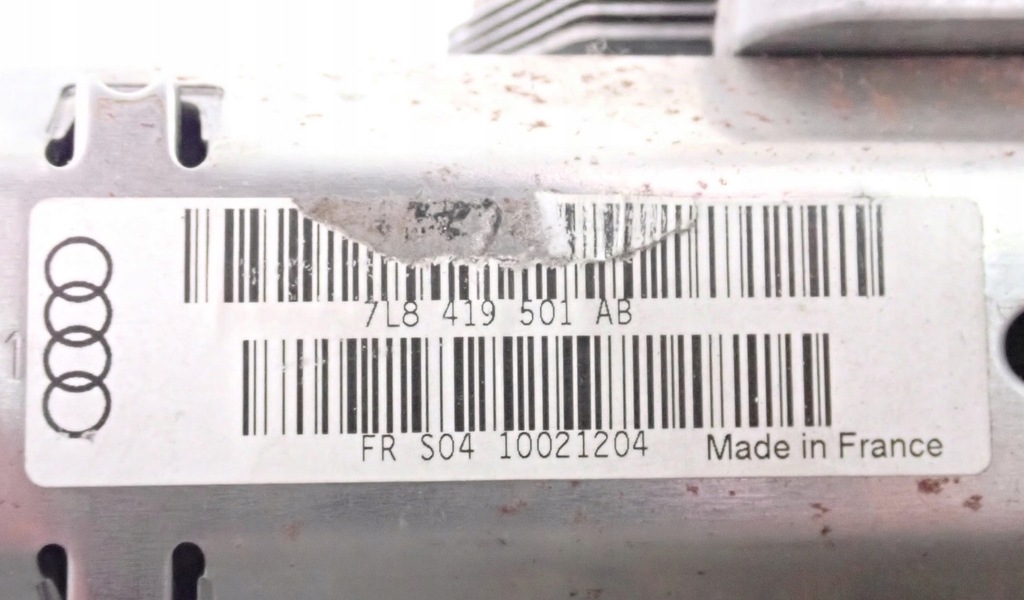 7L8 419 501 AB
FR S04 10021204 Made in France